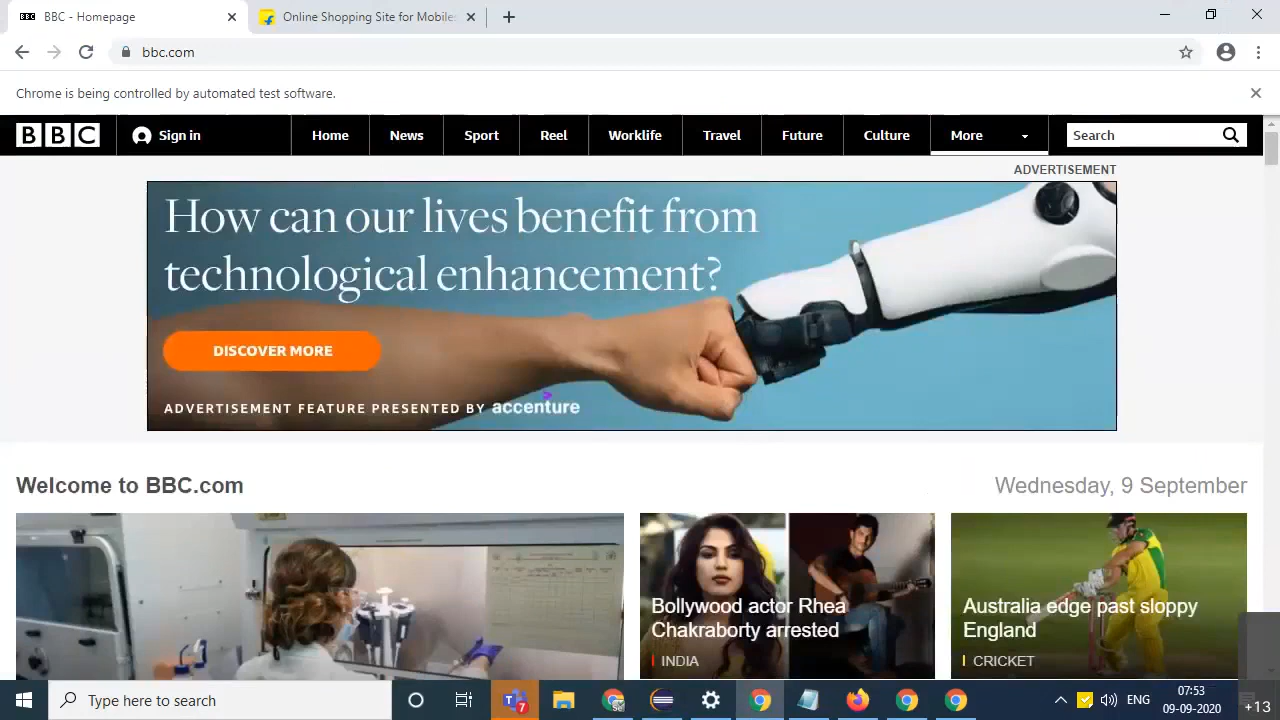 BBC - Homepage
Online Shopping Site for Mobiles
bbc.com
Chrome is being controlled by automated test software.
BBC
Sign in
Home
News
Sport
Reel
Worklife
Travel
Future
Culture
More
Search
ADVERTISEMENT
How can our lives benefit from
technological enhancement?
DISCOVER MORE
ADVERTISEMENT FEATURE PRESENTED BY accenture
Welcome to BBC.com
Wednesday, 9 September
Bollywood actor Rhea
Chakraborty arrested
INDIA
Australia edge past sloppy
England
CRICKET
Type here to search
7
ENG
07:53
09-09-2020
+13